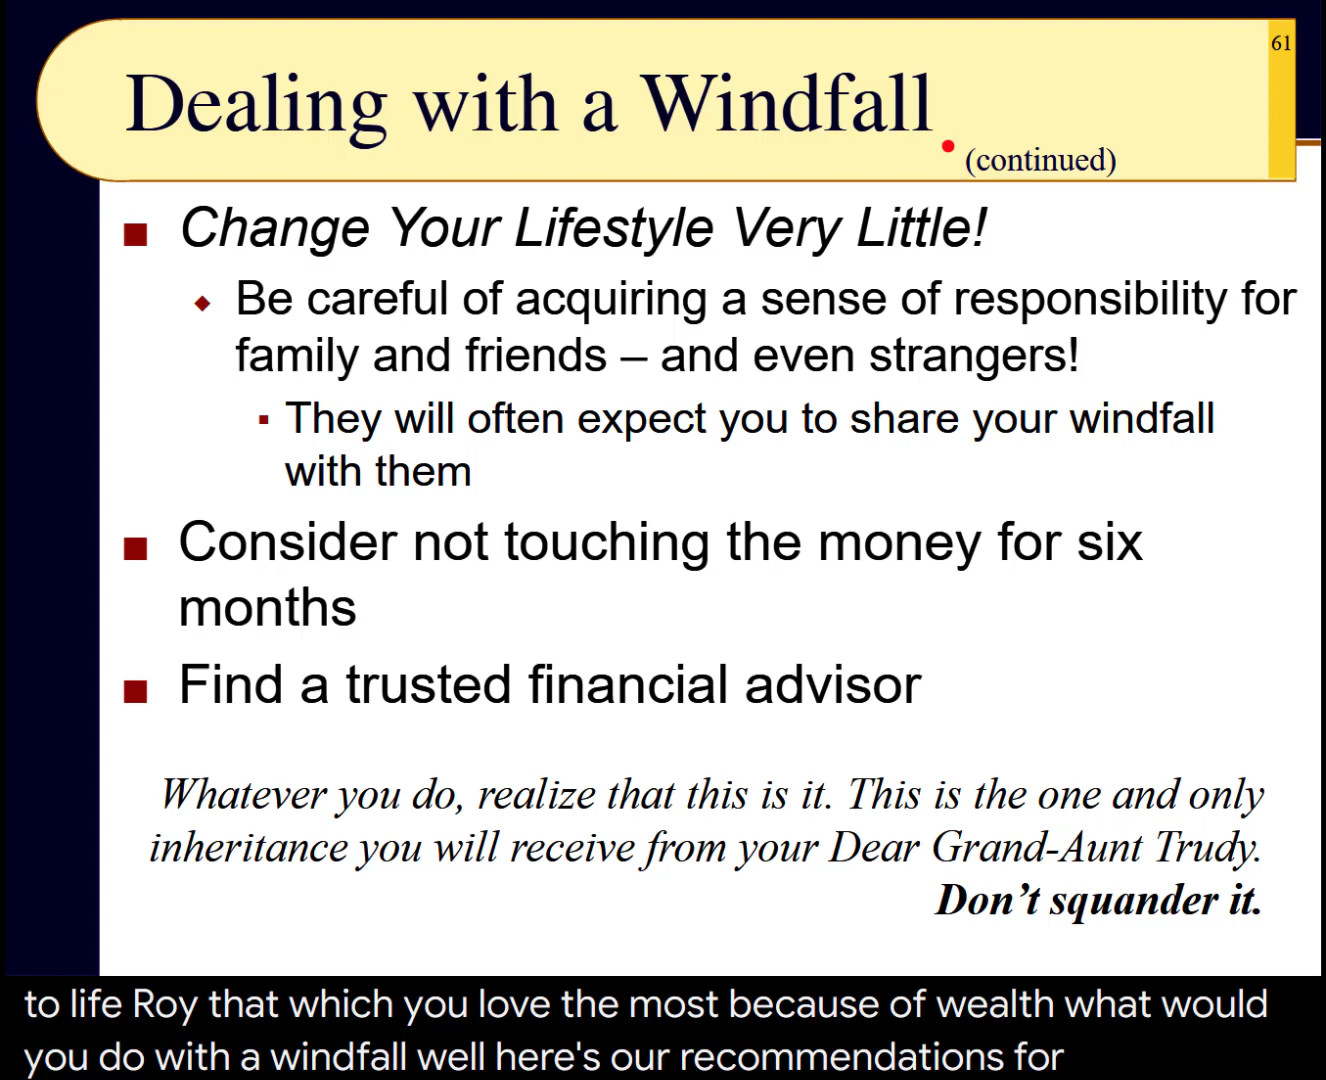 61
Dealing with a Windfall
(continued)
Change Your Lifestyle Very Little!
Be careful of acquiring a sense of responsibility for
family and friends – and even strangers!
They will often expect you to share your windfall
with them
Consider not touching the money for six
months
Find a trusted financial advisor
Whatever you do, realize that this is it. This is the one and only
inheritance you will receive from your Dear Grand-Aunt Trudy.
Don’t squander it.
to life Roy that which you love the most because of wealth what would
you do with a windfall well here's our recommendations for